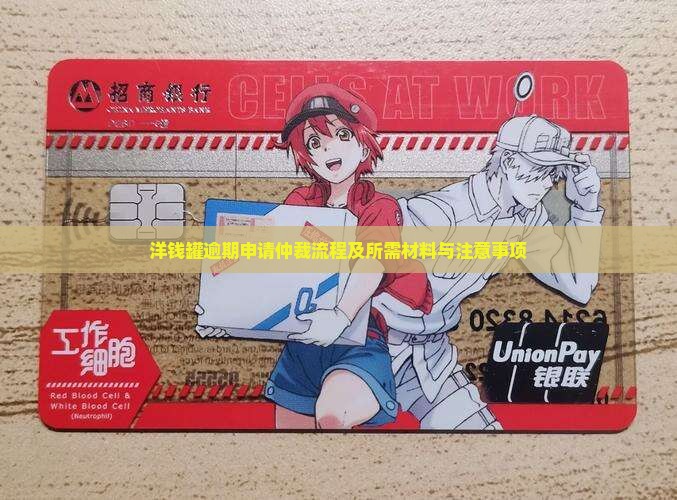 招商银行
CHINA MERCHANTS BANK
CELLS AT WORK
洋钱罐逾期申请仲裁流程及所需材料与注意事项
工作
细胞
Red Blood Cell &
White Blood Cell
(Neutrophil)
6214 8320
UnionPay
银联